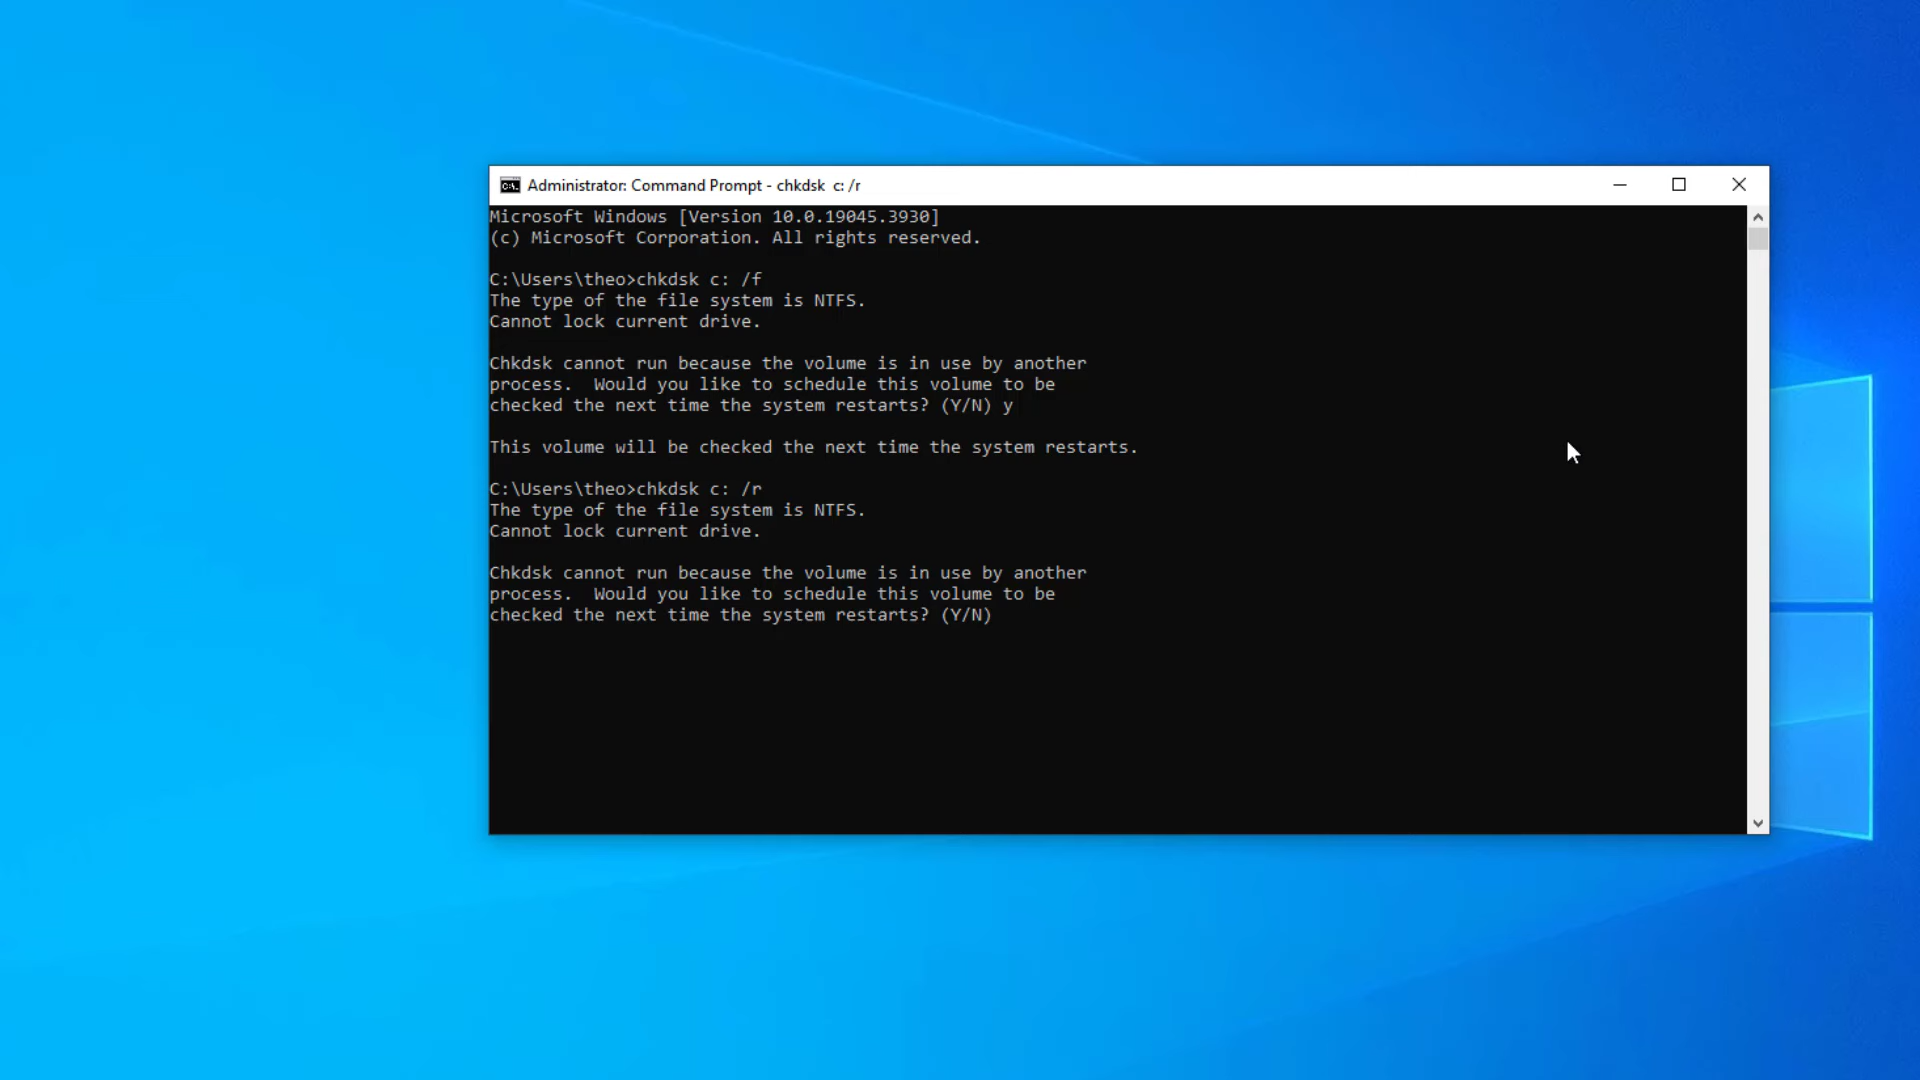 Administrator: Command Prompt - chkdsk  c: /r
Microsoft Windows [Version 10.0.19045.3930]
(c) Microsoft Corporation. All rights reserved.
C:\Users\theo>chkdsk c: /f
The type of the file system is NTFS.
Cannot lock current drive.
Chkdsk cannot run because the volume is in use by another
process.  Would you like to schedule this volume to be
checked the next time the system restarts? (Y/N) y
This volume will be checked the next time the system restarts.
C:\Users\theo>chkdsk c: /r
The type of the file system is NTFS.
Cannot lock current drive.
Chkdsk cannot run because the volume is in use by another
process.  Would you like to schedule this volume to be
checked the next time the system restarts? (Y/N)